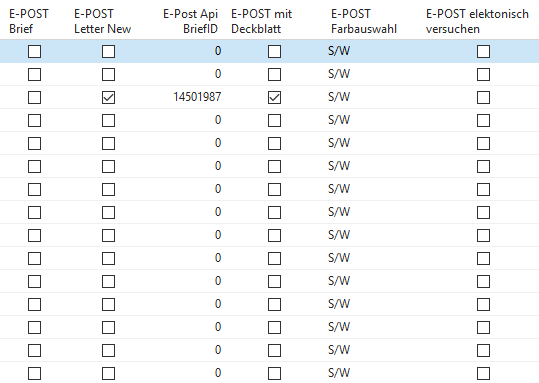 E-POST Brief E-POST Letter New E-Post Api BriefID E-POST mit Deckblatt E-POST Farbauswahl E-POST elektonisch versuchen
0 S/W
0 S/W
14501987 S/W
0 S/W
0 S/W
0 S/W
0 S/W
0 S/W
0 S/W
0 S/W
0 S/W
0 S/W
0 S/W
0 S/W
0 S/W